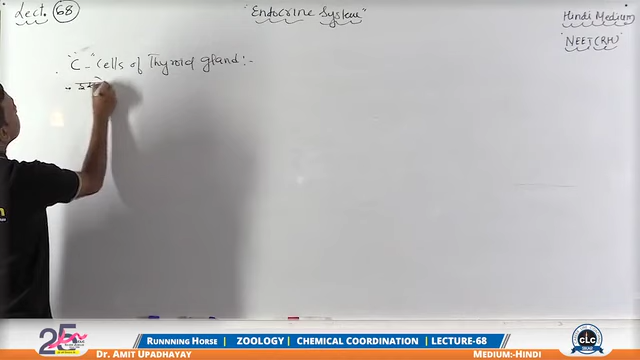 Lect. 68
"Endocrine System"
Hindi Medium
NEET (RH)
"C-" Cells of Thyroid gland :-
25
RUNNNING HORSE | ZOOLOGY | CHEMICAL COORDINATION | LECTURE-68
Dr. Amit UPADHAYAY
MEDIUM:-HINDI
CLC